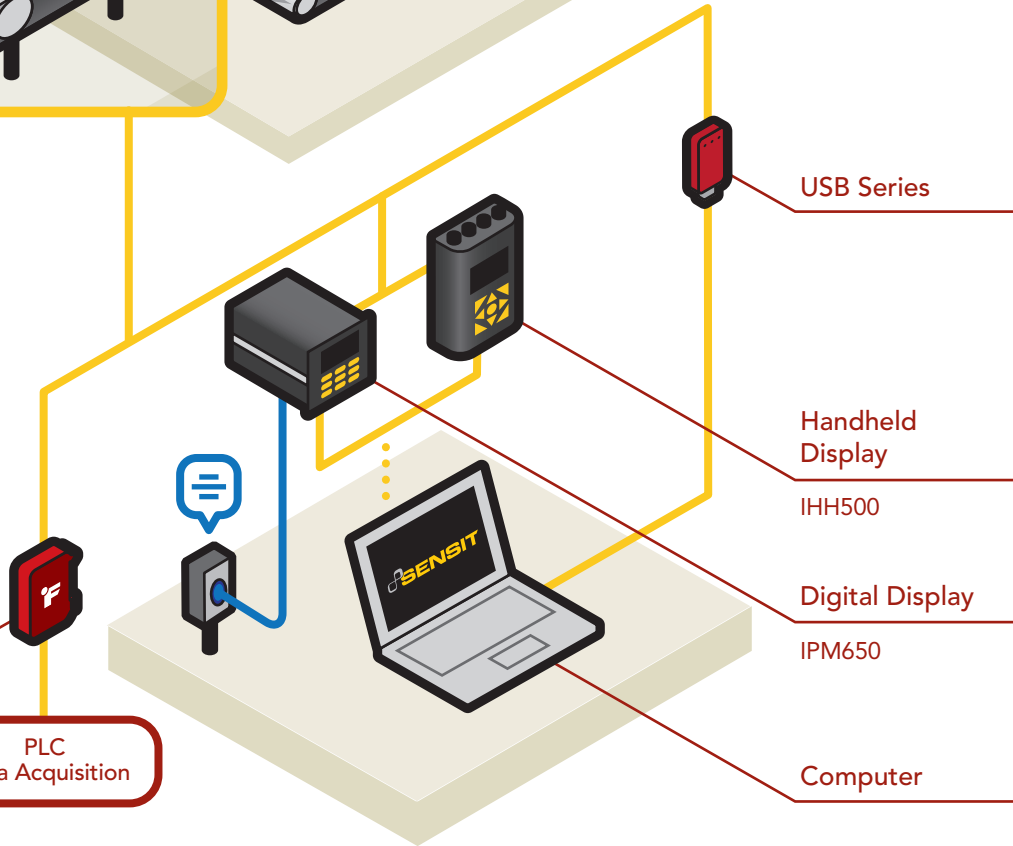 USB Series
Handheld
Display
IHH500
SENSIT
Digital Display
IPM650
PLC
a Acquisition
Computer